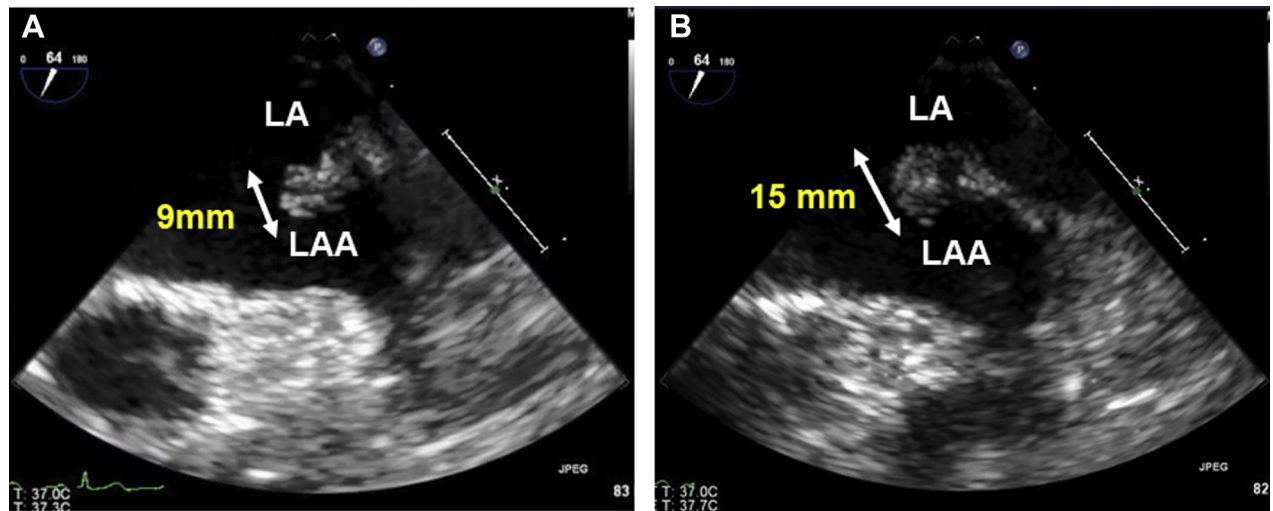 A
0 64 180
P
M
LA
9mm
LAA
JPEG
T: 37.0C
T: 37.3C
83
B
0 64 180
P
M
LA
15 mm
LAA
JPEG
T: 37.0C
E T: 37.7C
82